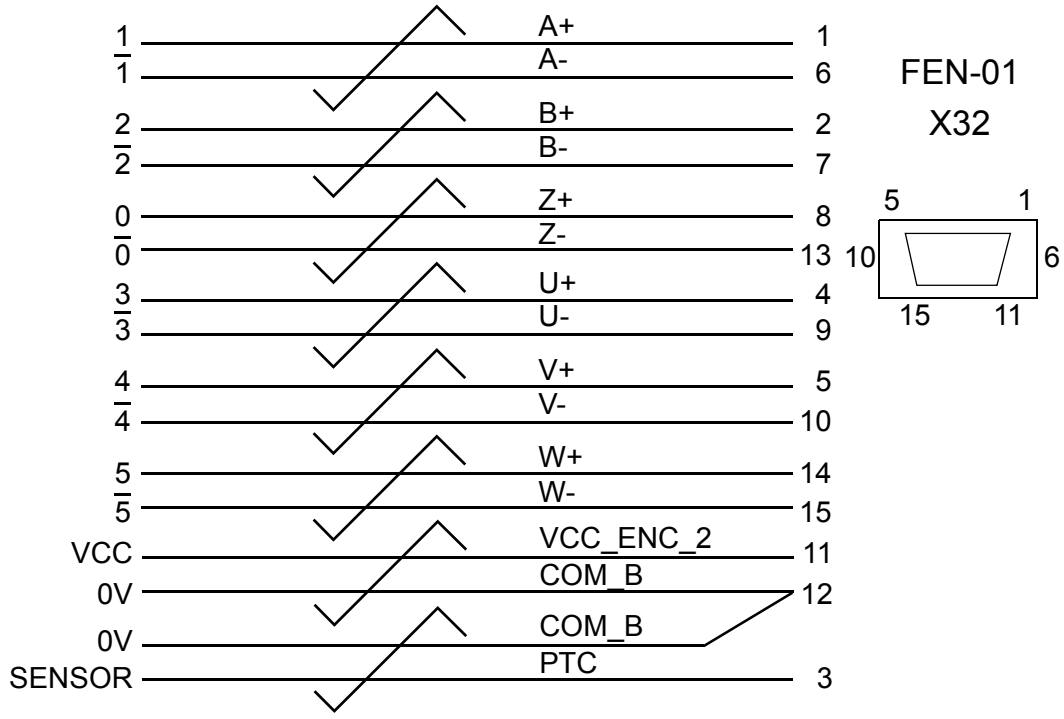 1 A+ 1
1̅ A- 6
2 B+ 2
2̅ B- 7
0 Z+ 8
0̅ Z- 13
3 U+ 4
3̅ U- 9
4 V+ 5
4̅ V- 10
5 W+ 14
5̅ W- 15
VCC VCC_ENC_2 11
0V COM_B 12
0V COM_B
SENSOR PTC 3
FEN-01
X32
5 1
10 6
15 11